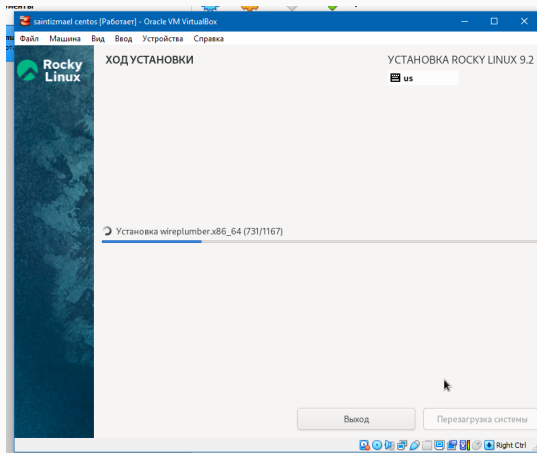 saintizmael centos [Работает] - Oracle VM VirtualBox
Файл Машина Вид Ввод Устройства Справка
Rocky
Linux
ХОД УСТАНОВКИ
УСТАНОВКА ROCKY LINUX 9.2
us
Установка wireplumber.x86_64 (731/1167)
Выход
Перезагрузка системы
Right Ctrl